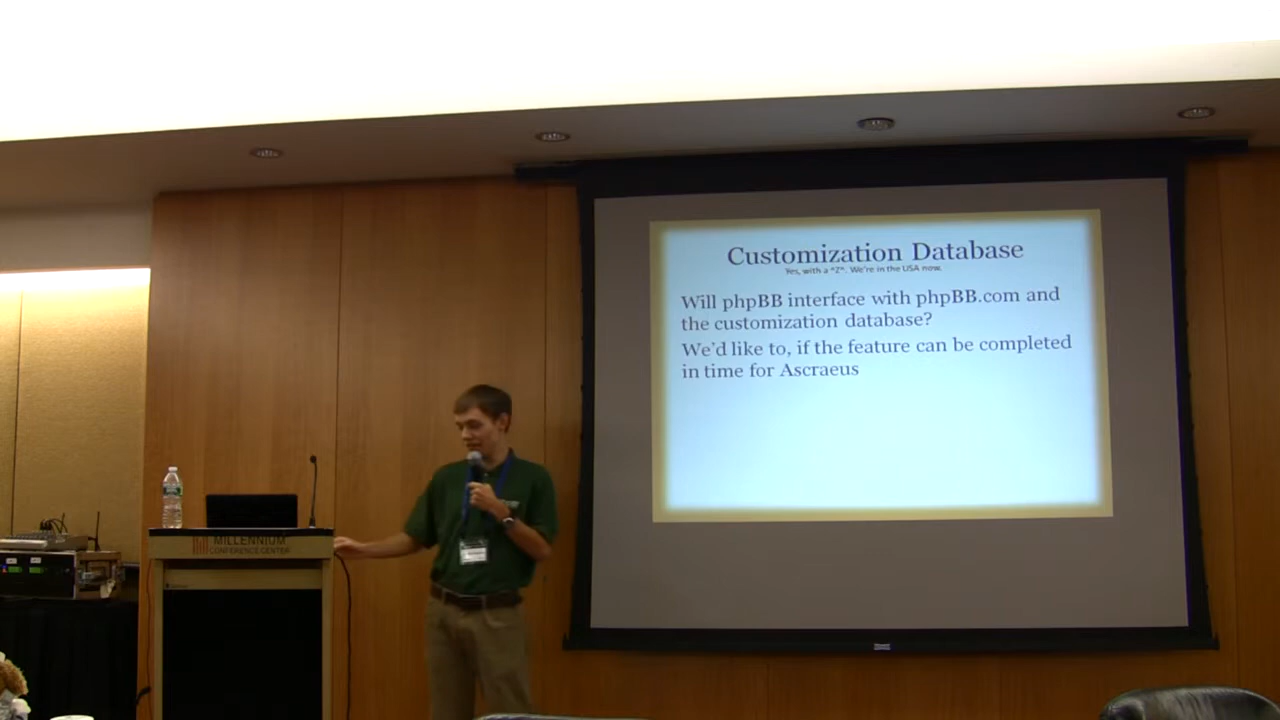 Customization Database
Yes, with a "Z". We're in the USA now.
Will phpBB interface with phpBB.com and
the customization database?
We'd like to, if the feature can be completed
in time for Ascraeus
MILLENNIUM
CONFERENCE CENTER